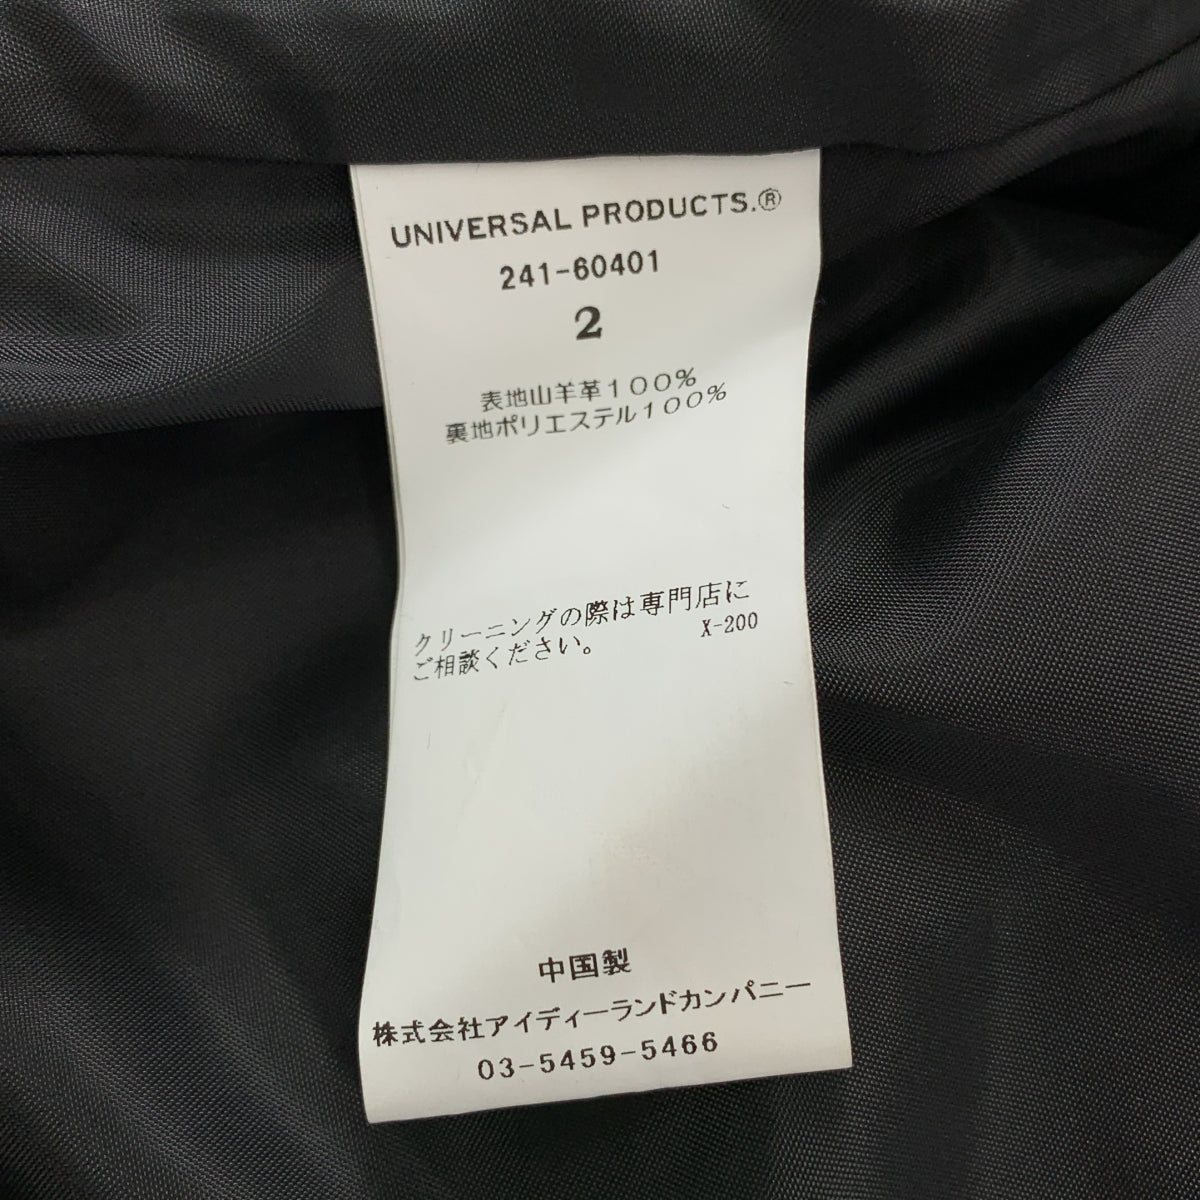 UNIVERSAL PRODUCTS.®
241-60401
2
表地山羊革100%
裏地ポリエステル100%
クリーニングの際は専門店に
ご相談ください。 X-200
中国製
株式会社アイディーランドカンパニー
03-5459-5466